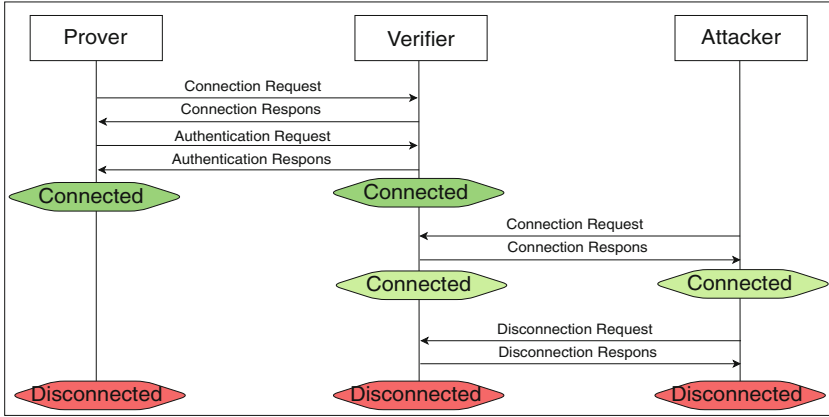 Prover
Verifier
Attacker
Connection Request
Connection Respons
Authentication Request
Authentication Respons
Connected
Connected
Connection Request
Connection Respons
Connected
Connected
Disconnection Request
Disconnection Respons
Disconnected
Disconnected
Disconnected